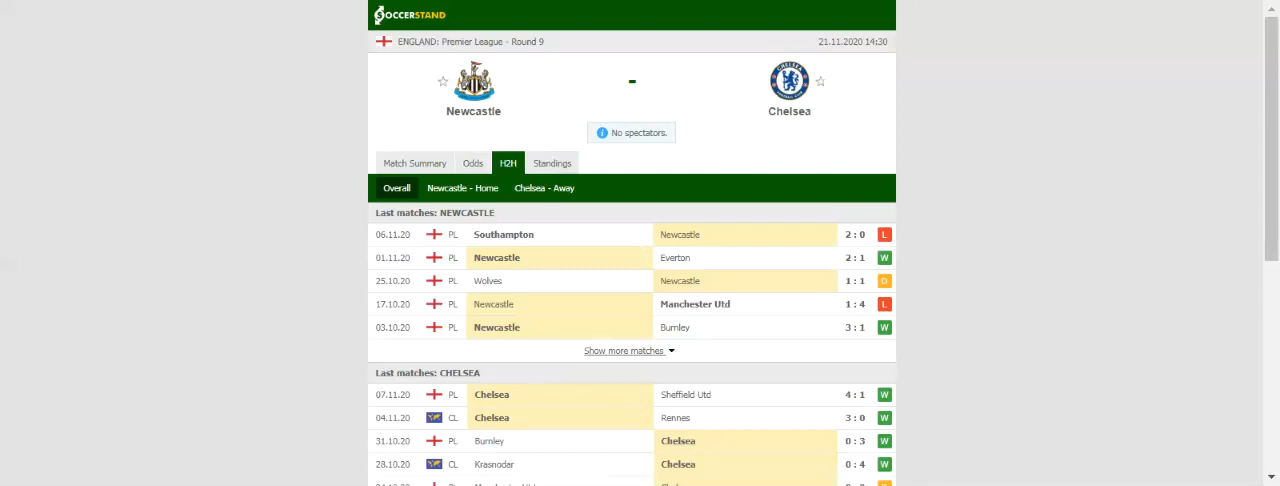 SOCCERSTAND
ENGLAND: Premier League - Round 9 21.11.2020 14:30
-
Newcastle Chelsea
No spectators.
Match Summary Odds H2H Standings
Overall Newcastle - Home Chelsea - Away
Last matches: NEWCASTLE
06.11.20 PL Southampton Newcastle 2 : 0 L
01.11.20 PL Newcastle Everton 2 : 1 W
25.10.20 PL Wolves Newcastle 1 : 1 D
17.10.20 PL Newcastle Manchester Utd 1 : 4 L
03.10.20 PL Newcastle Burnley 3 : 1 W
Show more matches
Last matches: CHELSEA
07.11.20 PL Chelsea Sheffield Utd 4 : 1 W
04.11.20 CL Chelsea Rennes 3 : 0 W
31.10.20 PL Burnley Chelsea 0 : 3 W
28.10.20 CL Krasnodar Chelsea 0 : 4 W